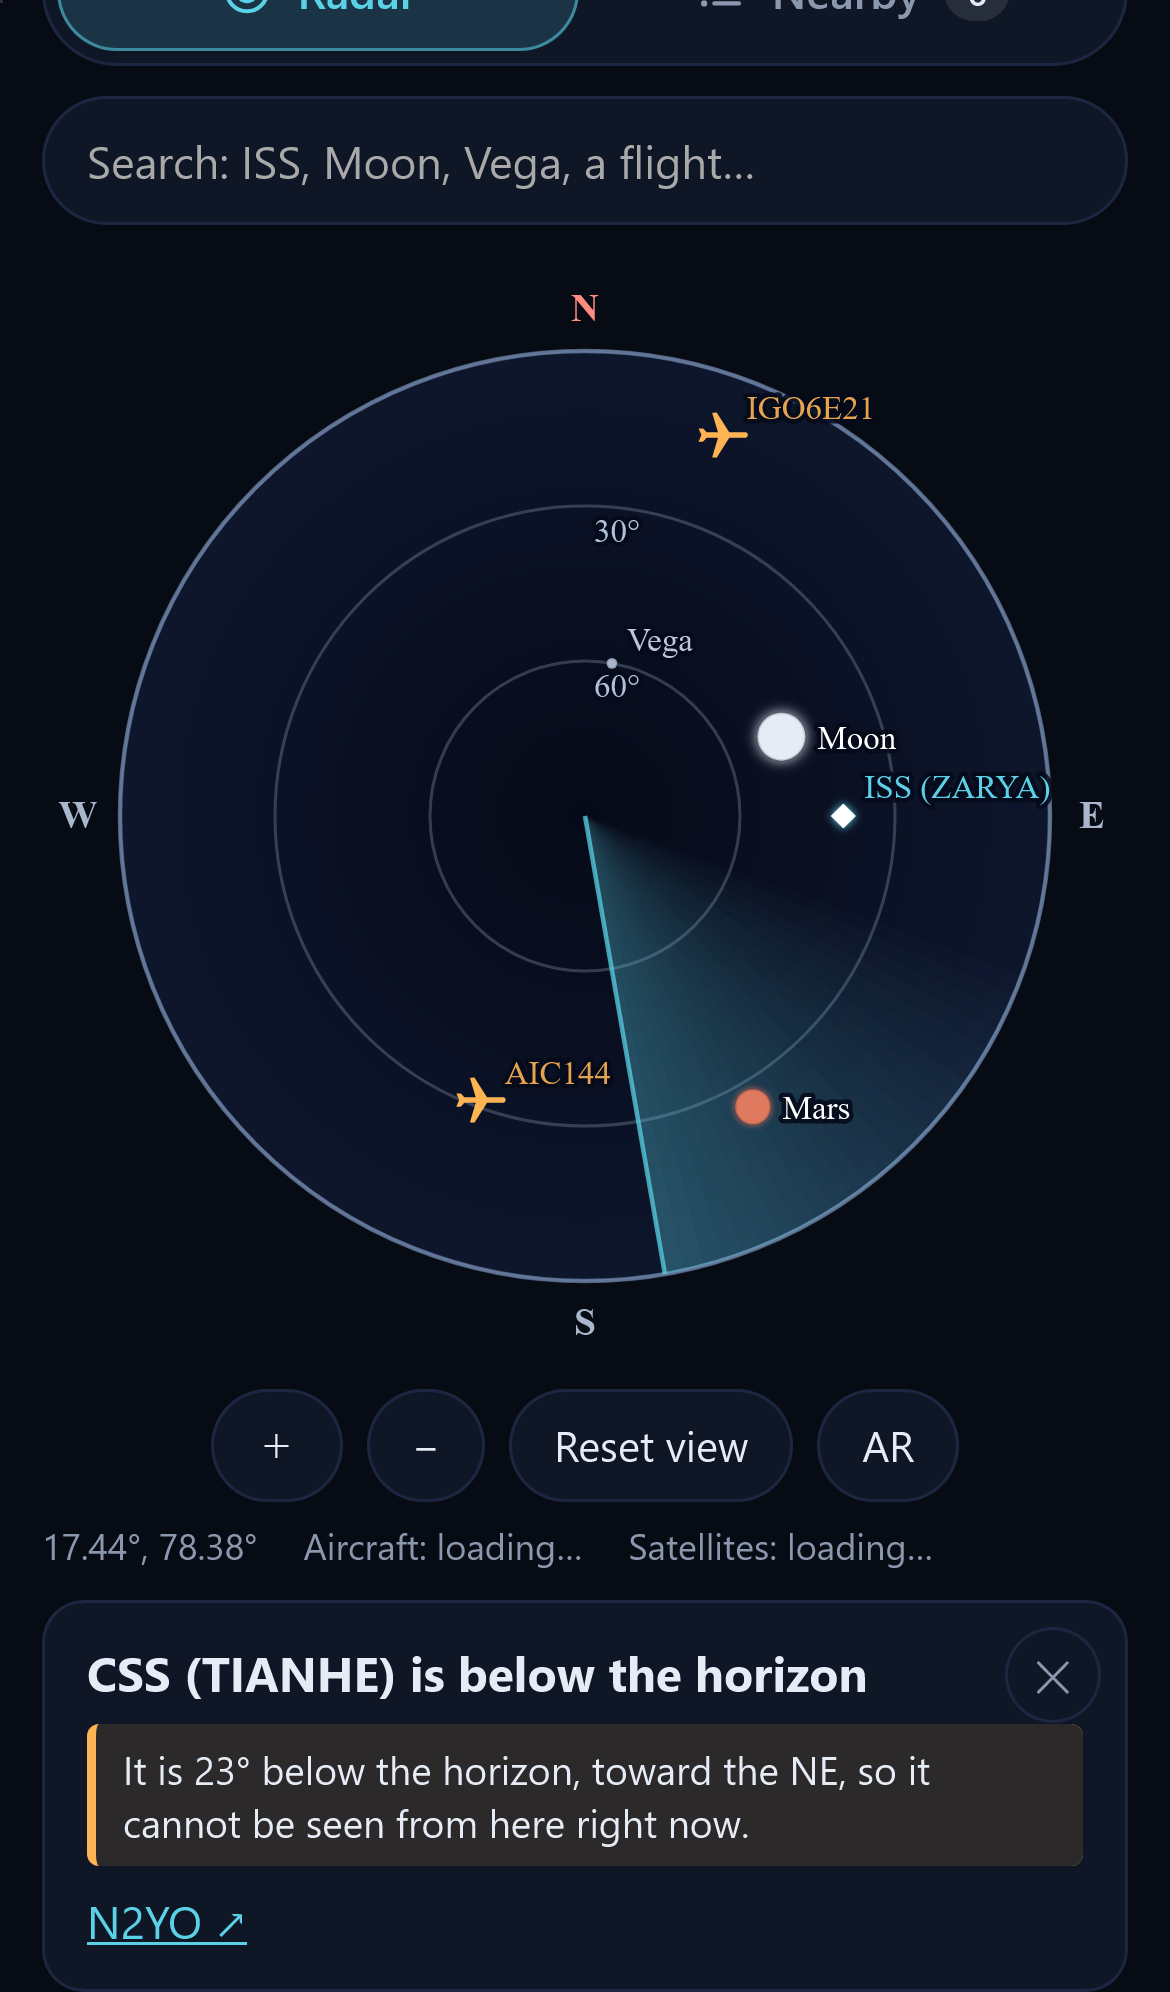 Radar
Nearby
Search: ISS, Moon, Vega, a flight...
N
IGO6E21
30°
Vega
60°
Moon
ISS (ZARYA)
W
E
AIC144
Mars
S
+
−
Reset view
AR
17.44°, 78.38° Aircraft: loading... Satellites: loading...
CSS (TIANHE) is below the horizon
It is 23° below the horizon, toward the NE, so it
cannot be seen from here right now.
N2YO ↗